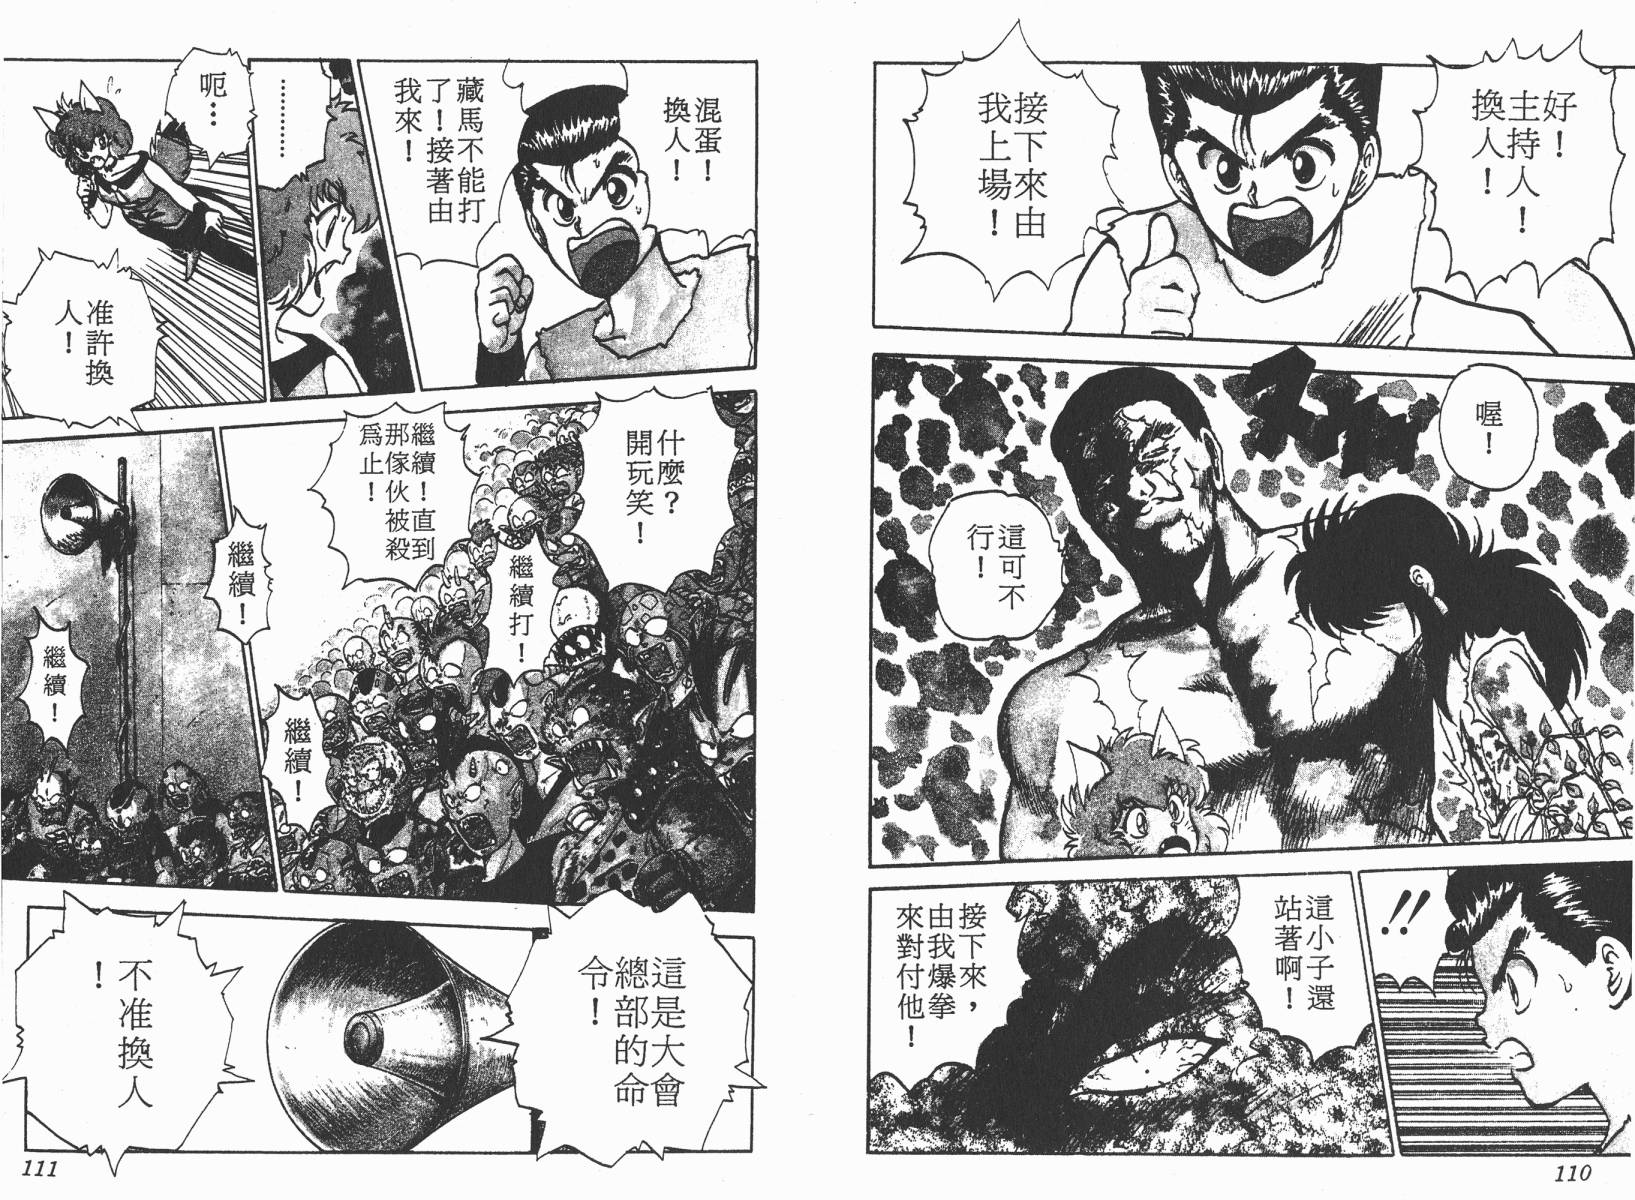 好！
主持人！
換人！
接下來由
我上場！
喔！
這可不
行！
ススッ
!!
這小子還
站著啊！
接下來，
由我爆拳
來對付他！
110
混蛋！
換人！
藏馬不能打
了！接著由
我來！
………
呃…
准許換
人！
什麼？
開玩笑！
繼續打！
繼續！直到
那傢伙被殺
爲止！
繼續！
繼續！
繼續！
這是大會
總部的命
令！
不准換人
！
111